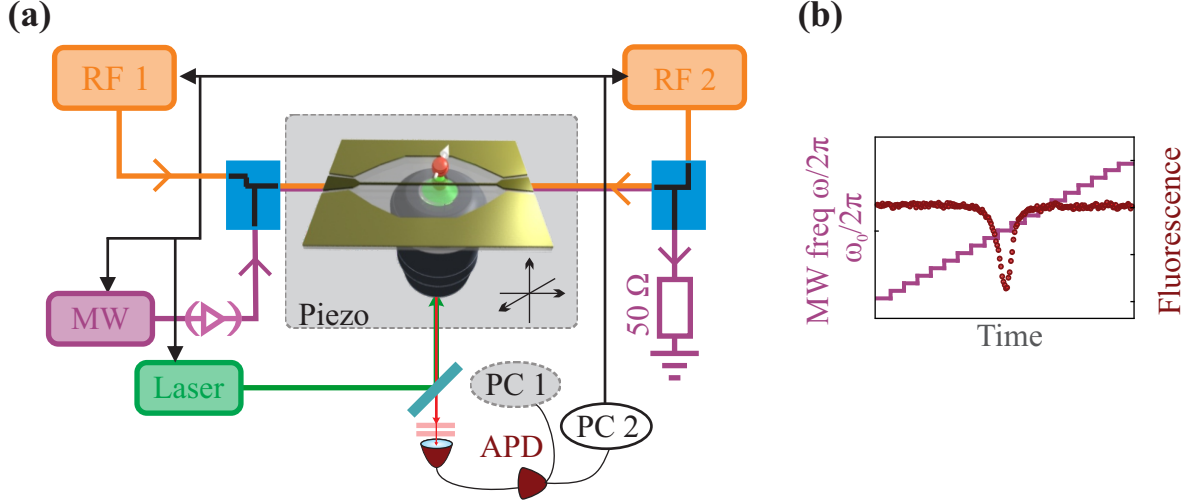 (a)
RF 1
RF 2
MW
Laser
Piezo
50 Ω
PC 1
PC 2
APD
(b)
MW freq ω/2π
ω₀/2π
Fluorescence
Time